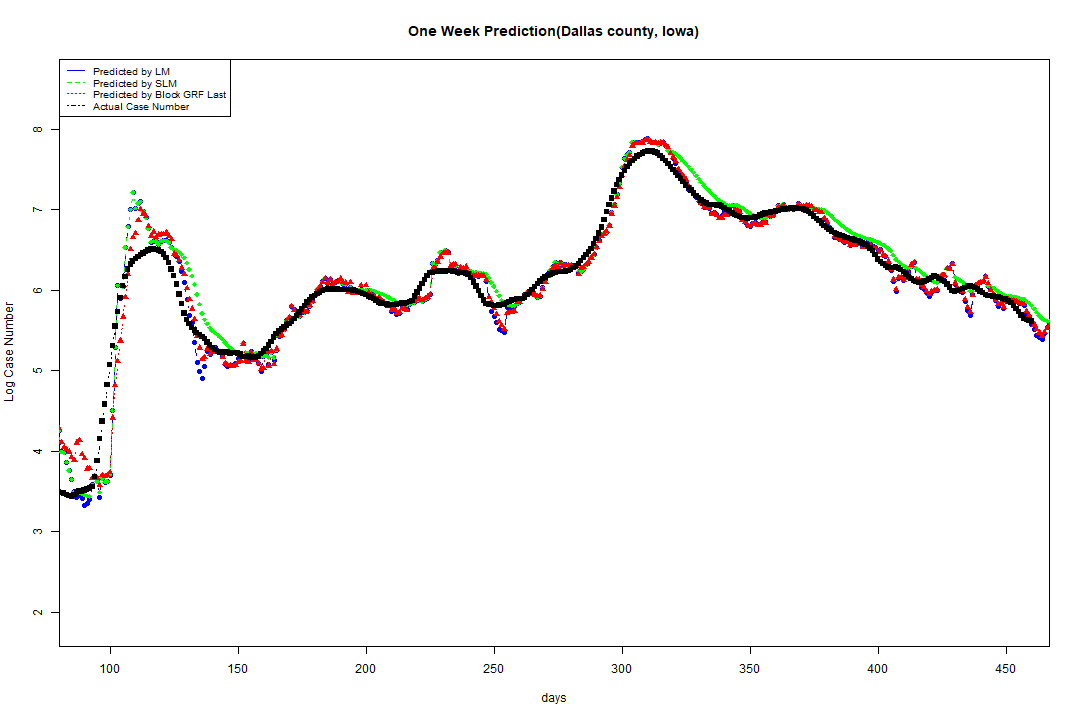 One Week Prediction(Dallas county, Iowa)
Predicted by LM
Predicted by SLM
Predicted by Block GRF Last
Actual Case Number
8
7
6
5
4
3
2
Log Case Number
100 150 200 250 300 350 400 450
days